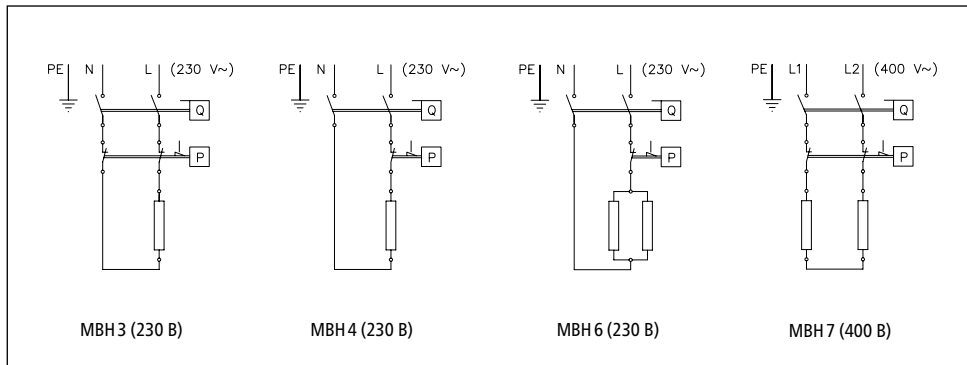 PE N L (230 V~)
Q
P
MBH 3 (230 В)
PE N L (230 V~)
Q
P
MBH 4 (230 В)
PE N L (230 V~)
Q
P
MBH 6 (230 В)
PE L1 L2 (400 V~)
Q
P
MBH 7 (400 В)